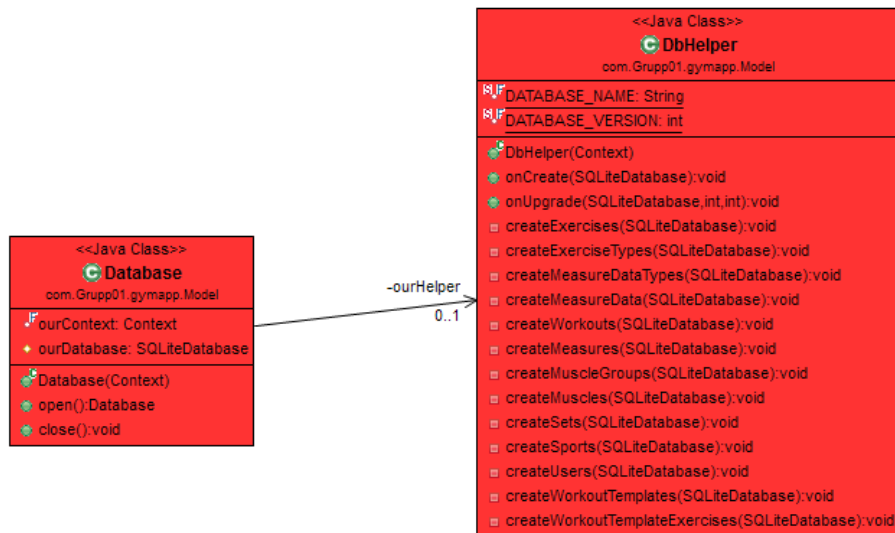 <<Java Class>>
Database
com.Grupp01.gymapp.Model
ourContext: Context
ourDatabase: SQLiteDatabase
Database(Context)
open():Database
close():void
-ourHelper
0..1
<<Java Class>>
DbHelper
com.Grupp01.gymapp.Model
DATABASE_NAME: String
DATABASE_VERSION: int
DbHelper(Context)
onCreate(SQLiteDatabase):void
onUpgrade(SQLiteDatabase,int,int):void
createExercises(SQLiteDatabase):void
createExerciseTypes(SQLiteDatabase):void
createMeasureDataTypes(SQLiteDatabase):void
createMeasureData(SQLiteDatabase):void
createWorkouts(SQLiteDatabase):void
createMeasures(SQLiteDatabase):void
createMuscleGroups(SQLiteDatabase):void
createMuscles(SQLiteDatabase):void
createSets(SQLiteDatabase):void
createSports(SQLiteDatabase):void
createUsers(SQLiteDatabase):void
createWorkoutTemplates(SQLiteDatabase):void
createWorkoutTemplateExercises(SQLiteDatabase):void